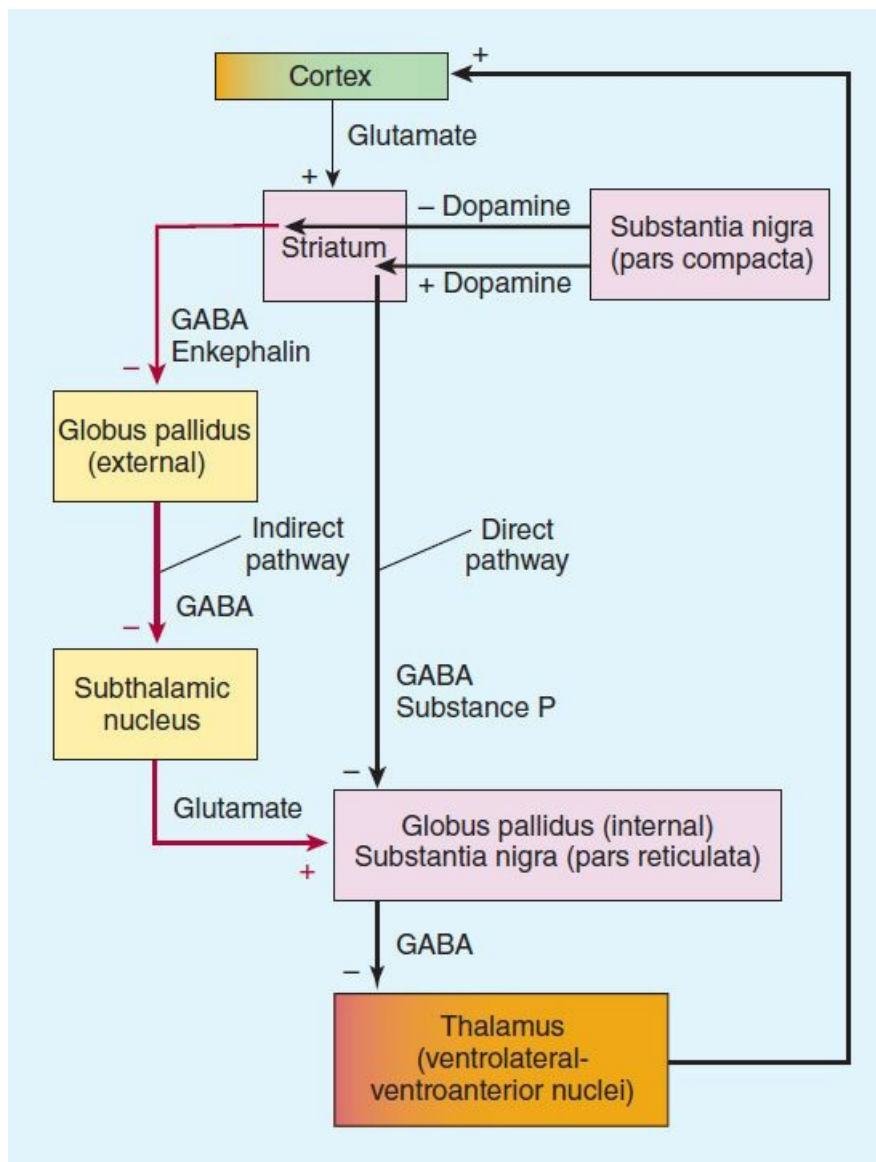 +
Cortex
Glutamate
+
– Dopamine
Substantia nigra
(pars compacta)
Striatum
+ Dopamine
GABA
Enkephalin
–
Globus pallidus
(external)
Indirect
pathway
Direct
pathway
GABA
–
Subthalamic
nucleus
GABA
Substance P
–
Glutamate
+
Globus pallidus (internal)
Substantia nigra (pars reticulata)
GABA
–
Thalamus
(ventrolateral-
ventroanterior nuclei)